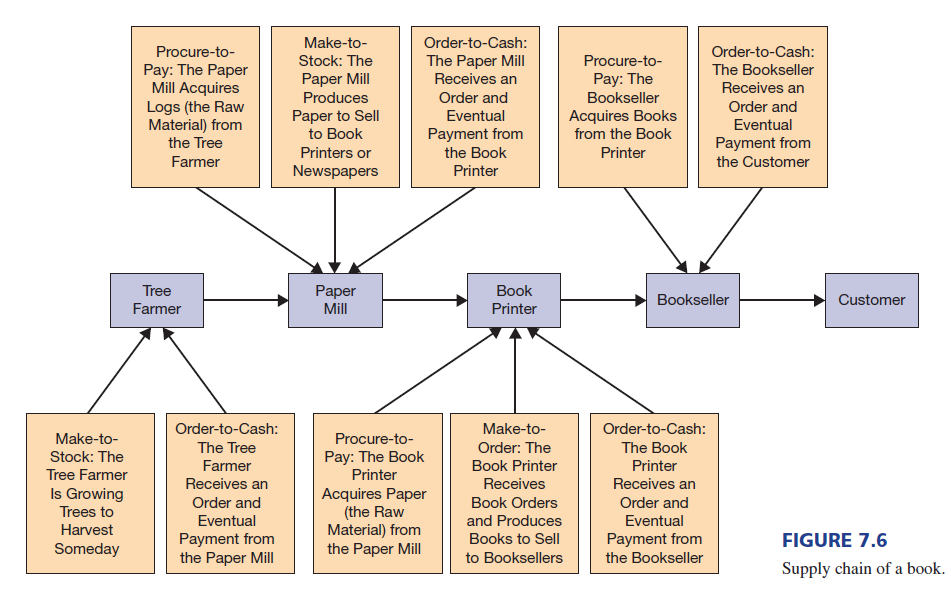 Procure-to-
Pay: The Paper
Mill Acquires
Logs (the Raw
Material) from
the Tree
Farmer
Make-to-
Stock: The
Paper Mill
Produces
Paper to Sell
to Book
Printers or
Newspapers
Order-to-Cash:
The Paper Mill
Receives an
Order and
Eventual
Payment from
the Book
Printer
Procure-to-
Pay: The
Bookseller
Acquires Books
from the Book
Printer
Order-to-Cash:
The Bookseller
Receives an
Order and
Eventual
Payment from
the Customer
Tree
Farmer
Paper
Mill
Book
Printer
Bookseller
Customer
Make-to-
Stock: The
Tree Farmer
Is Growing
Trees to
Harvest
Someday
Order-to-Cash:
The Tree
Farmer
Receives an
Order and
Eventual
Payment from
the Paper Mill
Procure-to-
Pay: The Book
Printer
Acquires Paper
(the Raw
Material) from
the Paper Mill
Make-to-
Order: The
Book Printer
Receives
Book Orders
and Produces
Books to Sell
to Booksellers
Order-to-Cash:
The Book
Printer
Receives an
Order and
Eventual
Payment from
the Bookseller
FIGURE 7.6
Supply chain of a book.